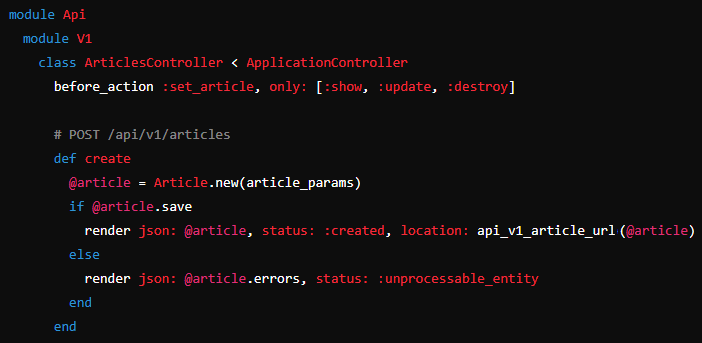 module Api
module V1
class ArticlesController < ApplicationController
before_action :set_article, only: [:show, :update, :destroy]
# POST /api/v1/articles
def create
@article = Article.new(article_params)
if @article.save
render json: @article, status: :created, location: api_v1_article_url(@article)
else
render json: @article.errors, status: :unprocessable_entity
end
end